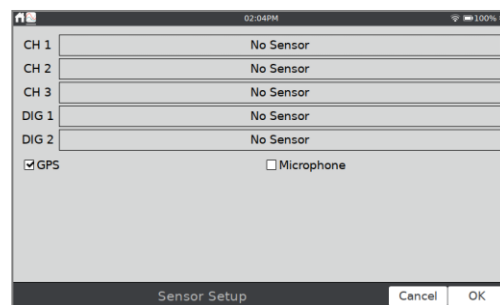 02:04PM 100%
CH 1 No Sensor
CH 2 No Sensor
CH 3 No Sensor
DIG 1 No Sensor
DIG 2 No Sensor
GPS Microphone
Sensor Setup Cancel OK